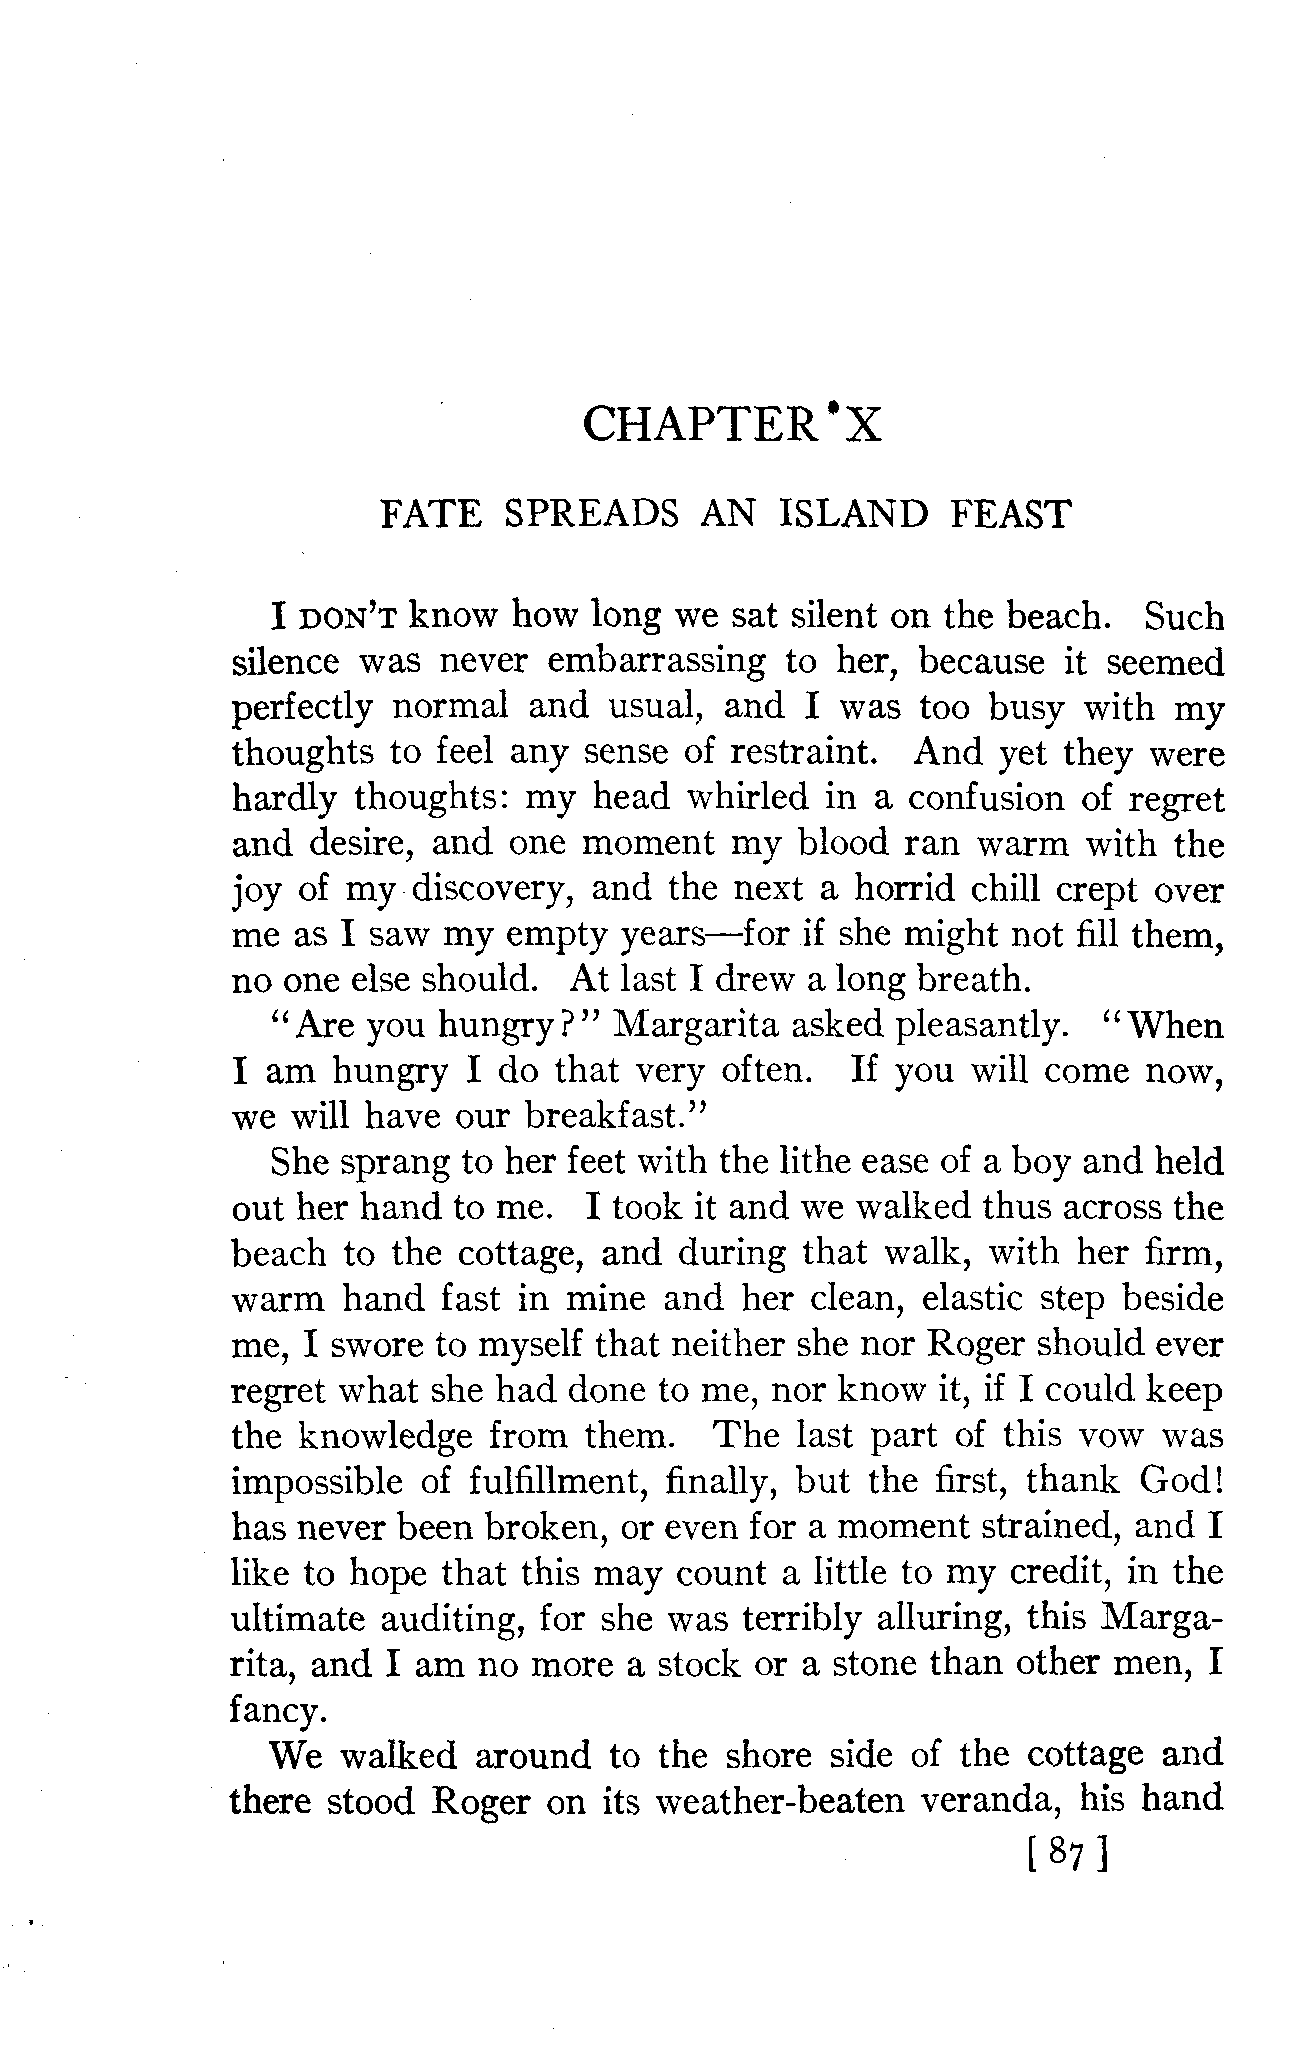 CHAPTER X
FATE SPREADS AN ISLAND FEAST
I DON'T know how long we sat silent on the beach. Such
silence was never embarrassing to her, because it seemed
perfectly normal and usual, and I was too busy with my
thoughts to feel any sense of restraint. And yet they were
hardly thoughts: my head whirled in a confusion of regret
and desire, and one moment my blood ran warm with the
joy of my discovery, and the next a horrid chill crept over
me as I saw my empty years—for if she might not fill them,
no one else should. At last I drew a long breath.
"Are you hungry?" Margarita asked pleasantly. "When
I am hungry I do that very often. If you will come now,
we will have our breakfast."
She sprang to her feet with the lithe ease of a boy and held
out her hand to me. I took it and we walked thus across the
beach to the cottage, and during that walk, with her firm,
warm hand fast in mine and her clean, elastic step beside
me, I swore to myself that neither she nor Roger should ever
regret what she had done to me, nor know it, if I could keep
the knowledge from them. The last part of this vow was
impossible of fulfillment, finally, but the first, thank God!
has never been broken, or even for a moment strained, and I
like to hope that this may count a little to my credit, in the
ultimate auditing, for she was terribly alluring, this Marga-
rita, and I am no more a stock or a stone than other men, I
fancy.
We walked around to the shore side of the cottage and
there stood Roger on its weather-beaten veranda, his hand
[ 87 ]